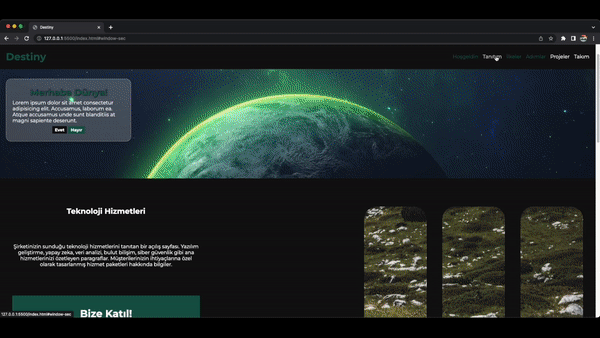 Destiny
127.0.0.1:5500/index.html#window-sec
Destiny
Tanıtım
Projeler
Takım
Merhaba Dünya!
Lorem ipsum dolor sit amet consectetur
adipisicing elit. Accusamus, laborum ea.
Atque accusamus unde sunt blanditiis at
magni sapiente deserunt.
Evet
Hayır
Teknoloji Hizmetleri
Şirketinizin sunduğu teknoloji hizmetlerini tanıtan bir açılış sayfası. Yazılım
geliştirme, yapay zeka, veri analizi, bulut bilişim, siber güvenlik gibi ana
hizmetlerinizi özetleyen paragraflar. Müşterilerinizin ihtiyaçlarına özel
olarak tasarlanmış hizmet paketleri hakkında bilgiler.
Bize Katıl!
127.0.0.1:5500/index.html#window-sec